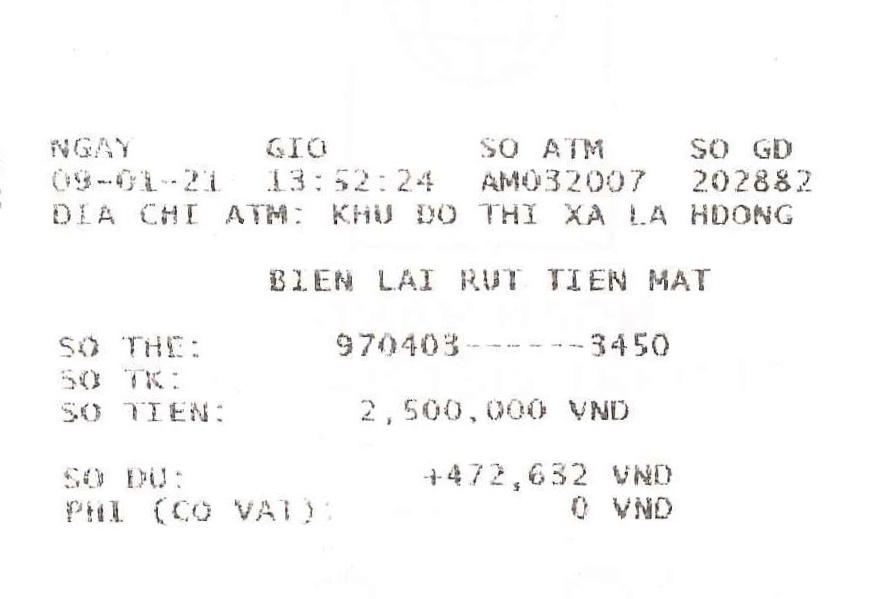 NGAY GIO SO ATM SO GD
09-01-21 13:52:24 AM032007 202882
DIA CHI ATM: KHU DO THI XA LA HDONG
BIEN LAI RUT TIEN MAT
SO THE: 970403------3450
SO TK:
SO TIEN: 2,500,000 VND
SO DU: +472,632 VND
PHI (CO VAT): 0 VND